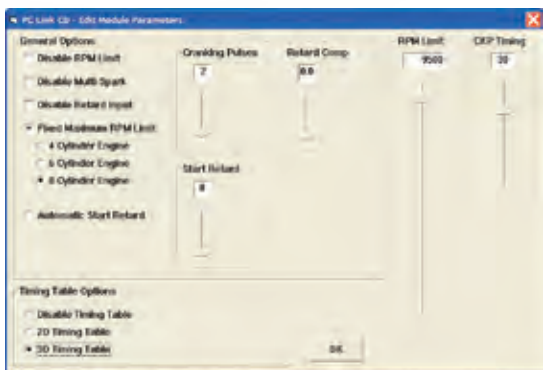 PC Link CD - Edit Module Parameters
General Options
Disable RPM Limit
Disable Multi Spark
Disable Retard Input
Fixed Maximum RPM Limit
4 Cylinder Engine
6 Cylinder Engine
8 Cylinder Engine
Automatic Start Retard
Cranking Pulses
2
Retard Comp
0.0
Start Retard
0
RPM Limit
9500
CKP Timing
30
Timing Table Options
Disable Timing Table
2D Timing Table
3D Timing Table
OK